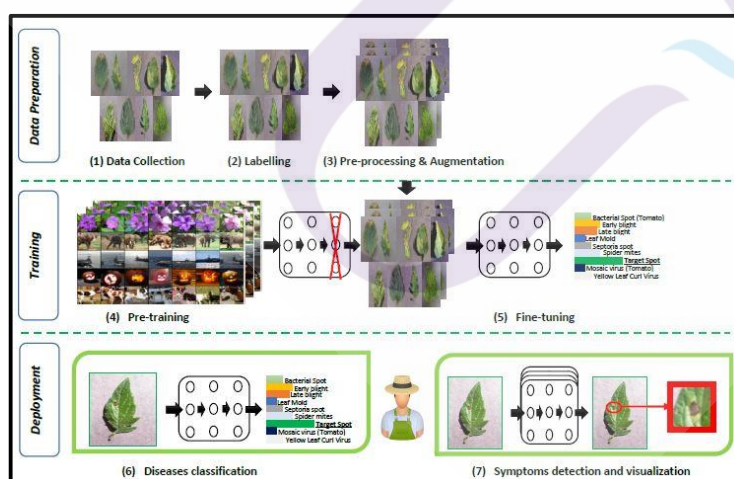 Data Preparation
(1) Data Collection
(2) Labelling
(3) Pre-processing & Augmentation
Training
(4) Pre-training
Bacterial Spot (Tomato)
Early blight
Late blight
Leaf Mold
Septoria spot
Spider mites
Target Spot
Mosaic virus (Tomato)
Yellow Leaf Curl Virus
(5) Fine-tuning
Deployment
Bacterial Spot
Early blight
Late blight
Leaf Mold
Septoria spot
Spider mites
Target Spot
Mosaic virus (Tomato)
Yellow Leaf Curl Virus
(6) Diseases classification
(7) Symptoms detection and visualization